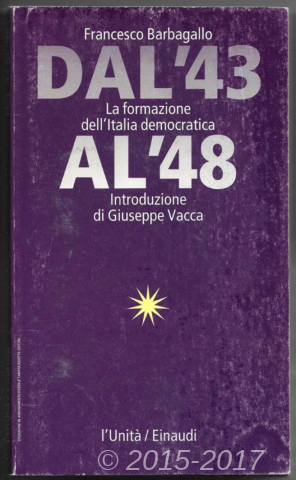 Francesco Barbagallo
DAL'43
La formazione
dell'Italia democratica
AL'48
Introduzione
di Giuseppe Vacca
l'Unità / Einaudi
© 2015-2017